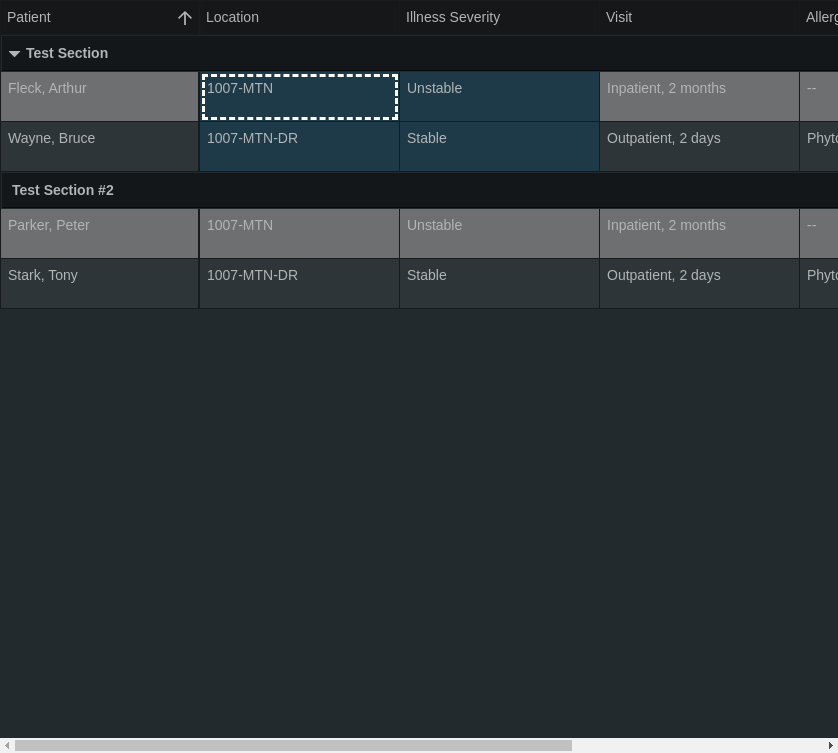 Patient Location Illness Severity Visit Allerg
Test Section
Fleck, Arthur 1007-MTN Unstable Inpatient, 2 months --
Wayne, Bruce 1007-MTN-DR Stable Outpatient, 2 days Phyto
Test Section #2
Parker, Peter 1007-MTN Unstable Inpatient, 2 months --
Stark, Tony 1007-MTN-DR Stable Outpatient, 2 days Phyto